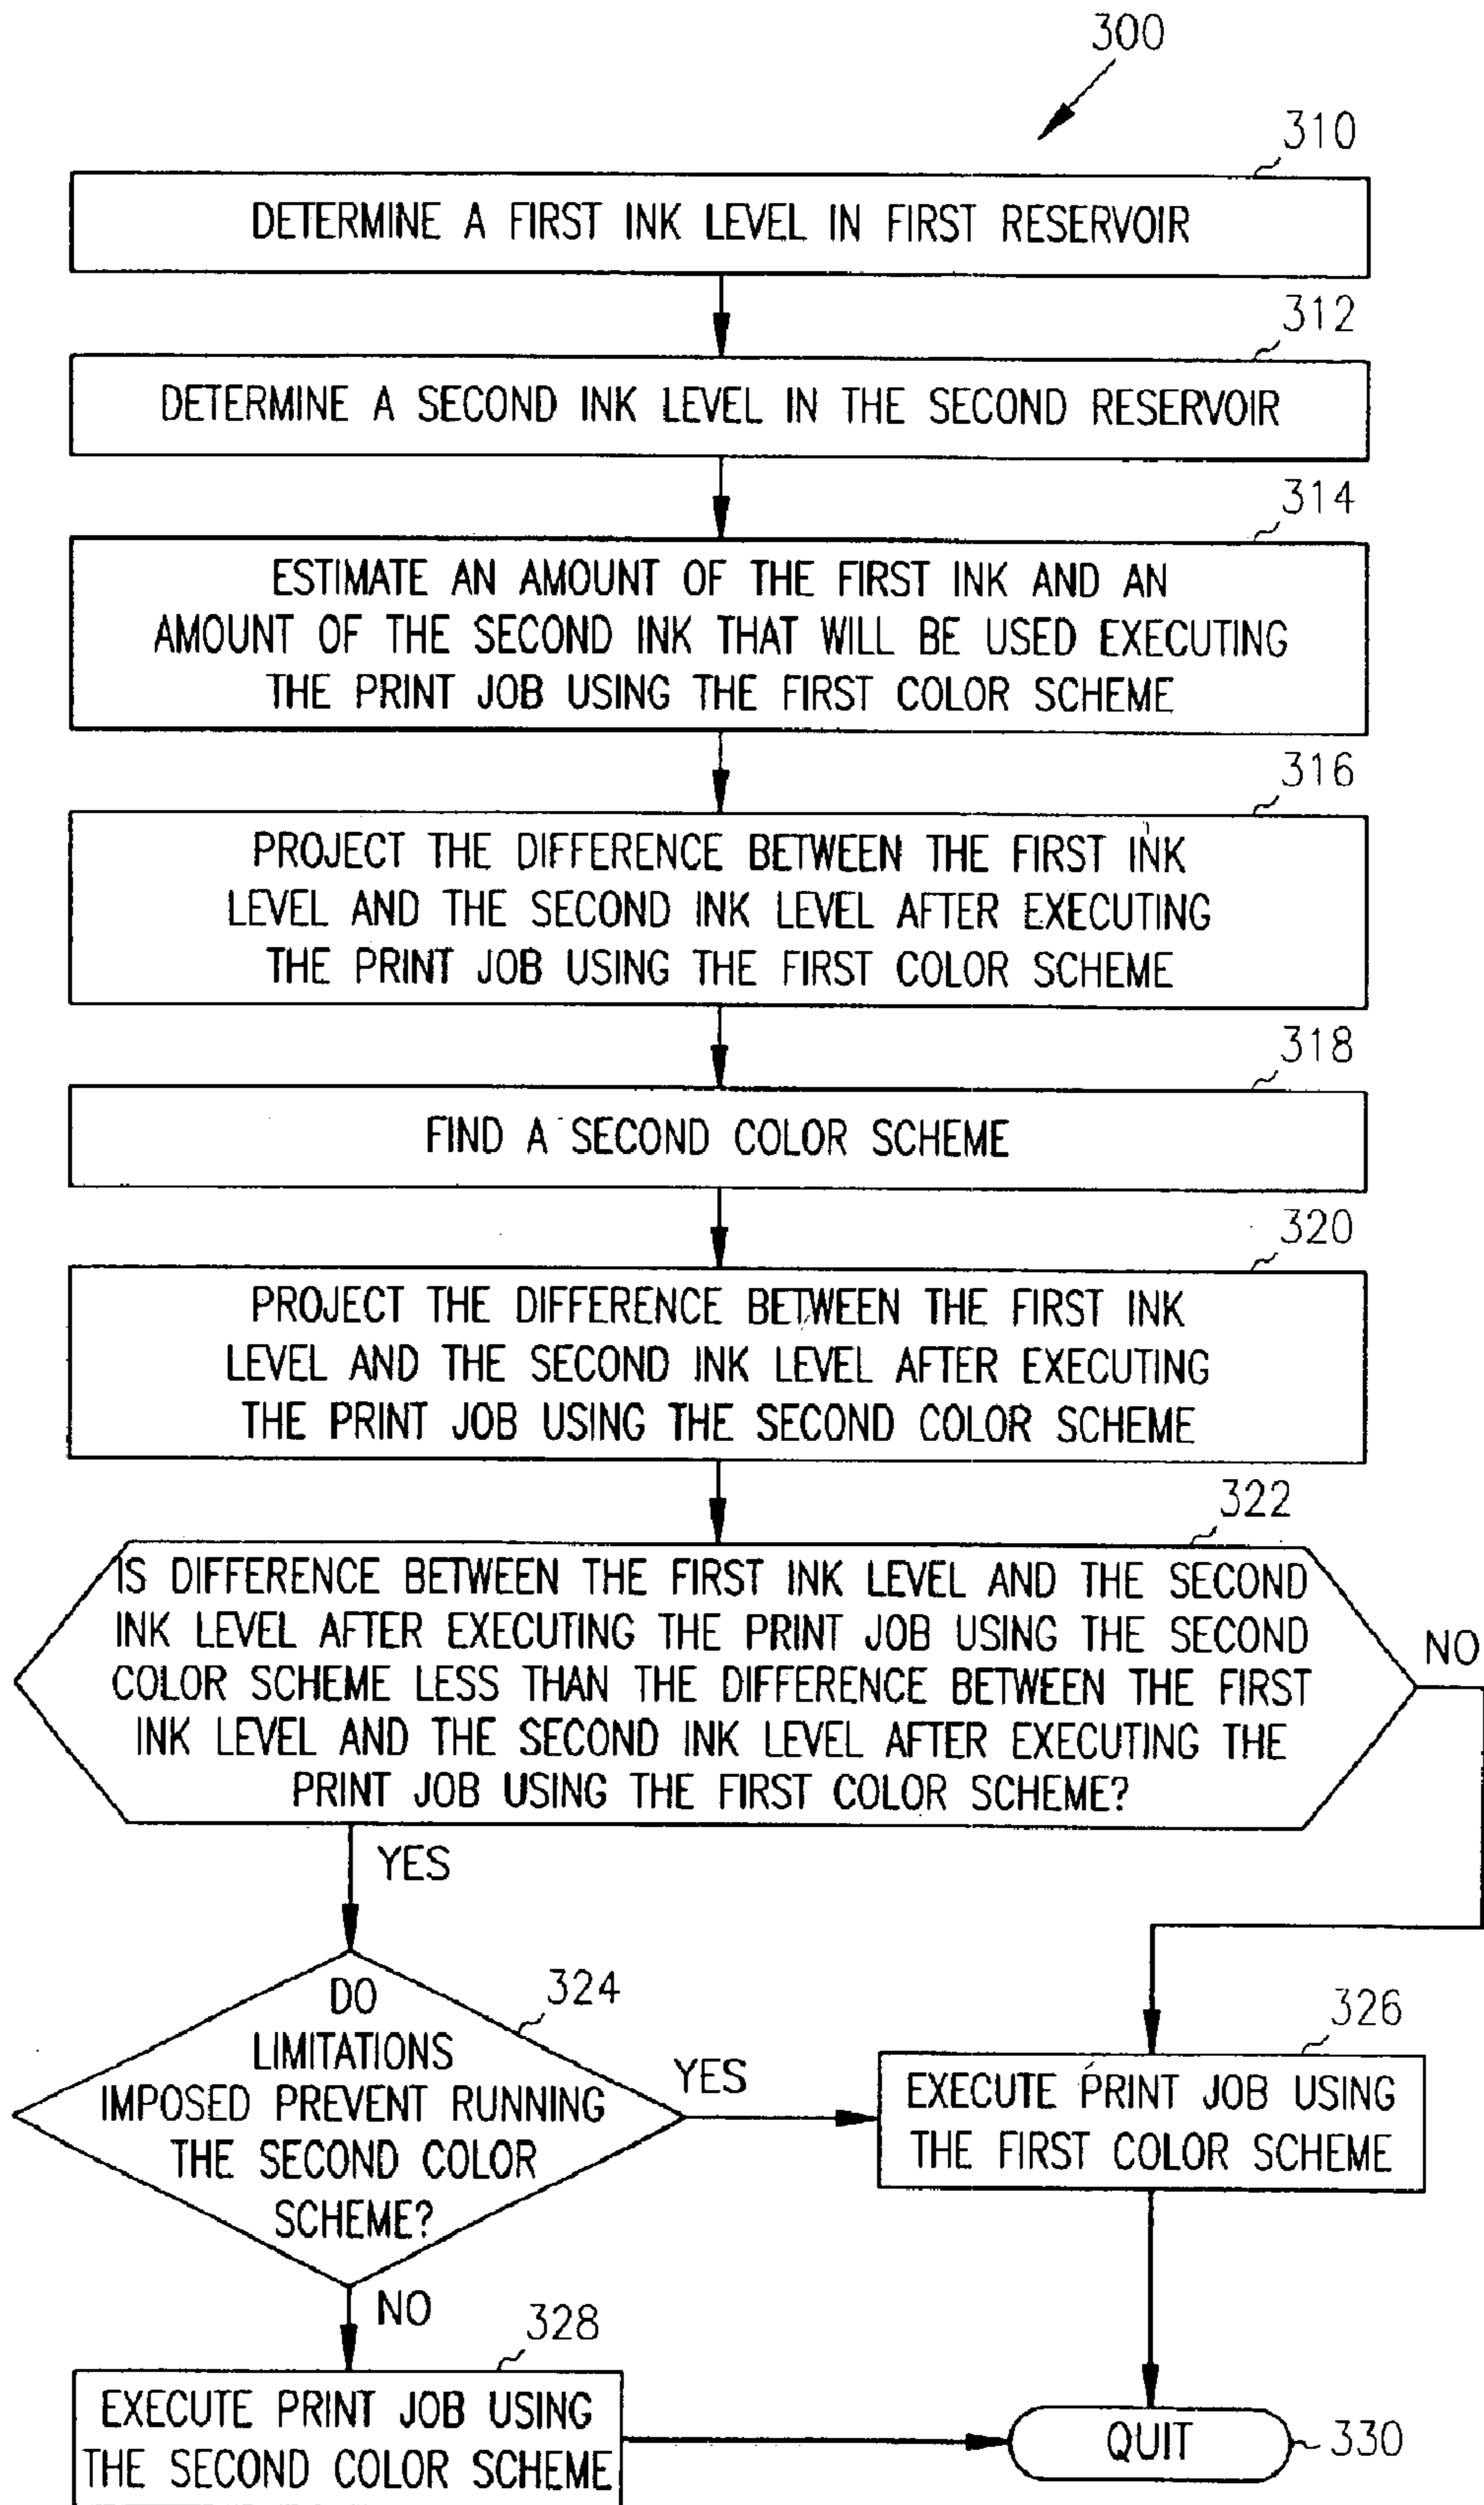 300
310
DETERMINE A FIRST INK LEVEL IN FIRST RESERVOIR
312
DETERMINE A SECOND INK LEVEL IN THE SECOND RESERVOIR
314
ESTIMATE AN AMOUNT OF THE FIRST INK AND AN
AMOUNT OF THE SECOND INK THAT WILL BE USED EXECUTING
THE PRINT JOB USING THE FIRST COLOR SCHEME
316
PROJECT THE DIFFERENCE BETWEEN THE FIRST INK
LEVEL AND THE SECOND INK LEVEL AFTER EXECUTING
THE PRINT JOB USING THE FIRST COLOR SCHEME
318
FIND A SECOND COLOR SCHEME
320
PROJECT THE DIFFERENCE BETWEEN THE FIRST INK
LEVEL AND THE SECOND INK LEVEL AFTER EXECUTING
THE PRINT JOB USING THE SECOND COLOR SCHEME
322
IS DIFFERENCE BETWEEN THE FIRST INK LEVEL AND THE SECOND
INK LEVEL AFTER EXECUTING THE PRINT JOB USING THE SECOND
COLOR SCHEME LESS THAN THE DIFFERENCE BETWEEN THE FIRST
INK LEVEL AND THE SECOND INK LEVEL AFTER EXECUTING THE
PRINT JOB USING THE FIRST COLOR SCHEME?
NO
YES
324
DO
LIMITATIONS
IMPOSED PREVENT RUNNING
THE SECOND COLOR
SCHEME?
YES
326
EXECUTE PRINT JOB USING
THE FIRST COLOR SCHEME
NO
328
EXECUTE PRINT JOB USING
THE SECOND COLOR SCHEME
QUIT
330